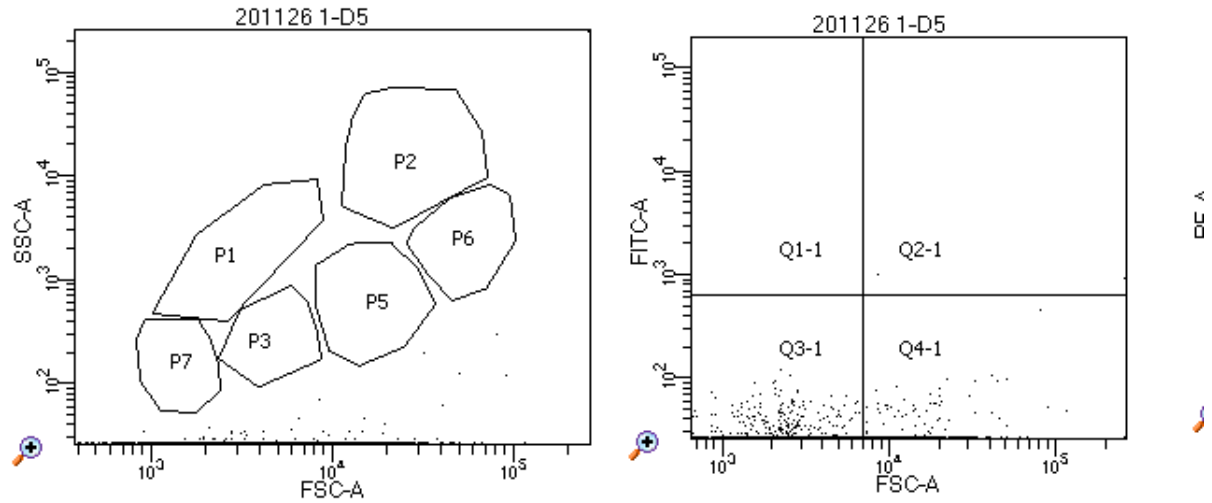 201126 1-D5
SSC-A
10^5
10^4
10^3
10^2
P2
P6
P1
P5
P3
P7
10^3
10^4
10^5
FSC-A
201126 1-D5
FITC-A
10^5
10^4
10^3
10^2
Q1-1
Q2-1
Q3-1
Q4-1
10^3
10^4
10^5
FSC-A